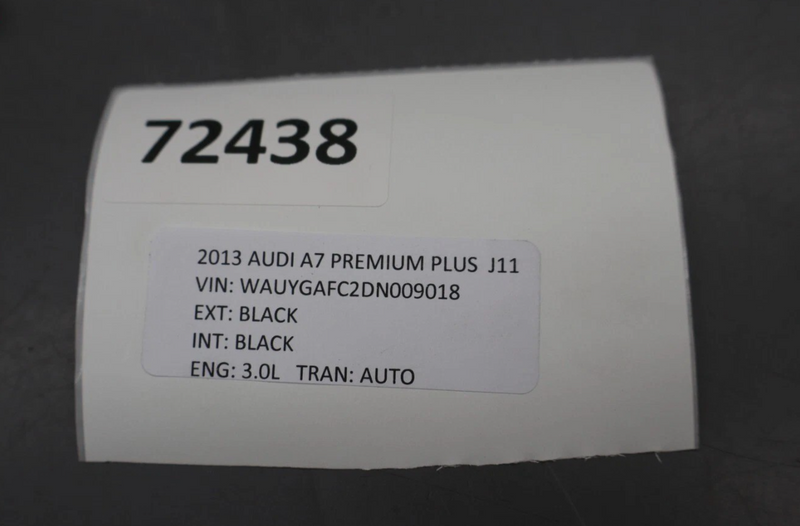 72438
2013 AUDI A7 PREMIUM PLUS J11
VIN: WAUYGAFC2DN009018
EXT: BLACK
INT: BLACK
ENG: 3.0L TRAN: AUTO